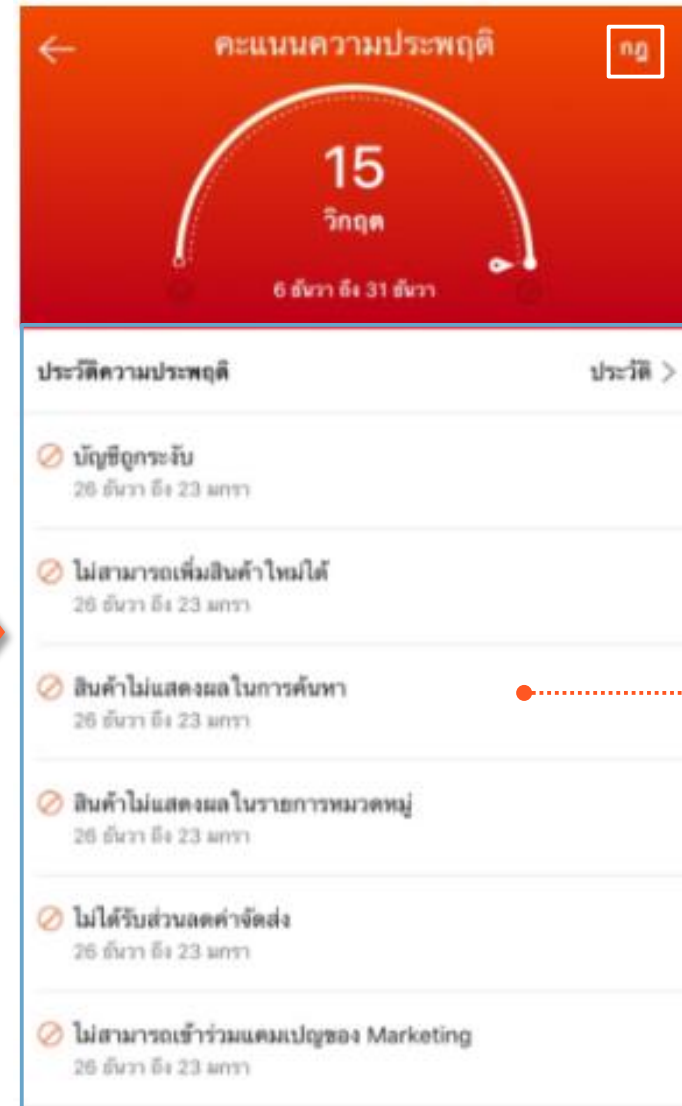 คะแนนความประพฤติ
กฎ
15
วิกฤต
6 ธันวา ถึง 31 ธันวา
ประวัติความประพฤติ
ประวัติ >
บัญชีถูกระงับ
26 ธันวา ถึง 23 มกรา
ไม่สามารถเพิ่มสินค้าใหม่ได้
26 ธันวา ถึง 23 มกรา
สินค้าไม่แสดงผลในการค้นหา
26 ธันวา ถึง 23 มกรา
สินค้าไม่แสดงผลในรายการหมวดหมู่
26 ธันวา ถึง 23 มกรา
ไม่ได้รับส่วนลดค่าจัดส่ง
26 ธันวา ถึง 23 มกรา
ไม่สามารถเข้าร่วมแคมเปญของ Marketing
26 ธันวา ถึง 23 มกรา